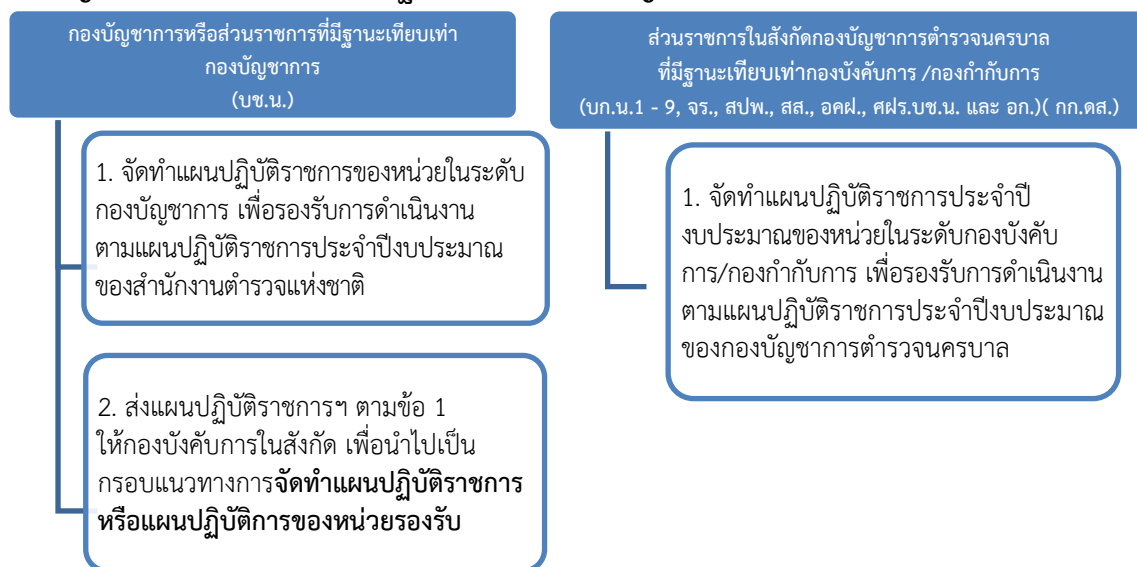 กองบัญชาการหรือส่วนราชการที่มีฐานะเทียบเท่า
กองบัญชาการ
(บช.น.)
1. จัดทำแผนปฏิบัติราชการของหน่วยในระดับ
กองบัญชาการ เพื่อรองรับการดำเนินงาน
ตามแผนปฏิบัติราชการประจำปีงบประมาณ
ของสำนักงานตำรวจแห่งชาติ
2. ส่งแผนปฏิบัติราชการฯ ตามข้อ 1
ให้กองบังคับการในสังกัด เพื่อนำไปเป็น
กรอบแนวทางการจัดทำแผนปฏิบัติราชการ
หรือแผนปฏิบัติการของหน่วยรองรับ
ส่วนราชการในสังกัดกองบัญชาการตำรวจนครบาล
ที่มีฐานะเทียบเท่ากองบังคับการ /กองกำกับการ
(บก.น.1 - 9, จร., สปพ., สส., อคฝ., ศฝร.บช.น. และ อก.)( กก.ดส.)
1. จัดทำแผนปฏิบัติราชการประจำปี
งบประมาณของหน่วยในระดับกองบังคับ
การ/กองกำกับการ เพื่อรองรับการดำเนินงาน
ตามแผนปฏิบัติราชการประจำปีงบประมาณ
ของกองบัญชาการตำรวจนครบาล